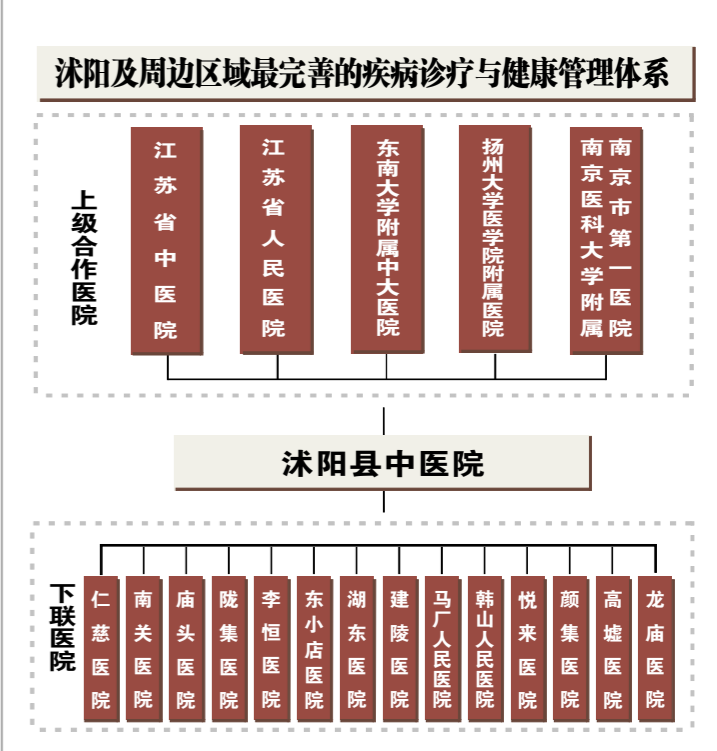 沭阳及周边区域最完善的疾病诊疗与健康管理体系
上级合作医院
江苏省中医院
江苏省人民医院
东南大学附属中大医院
扬州大学医学院附属医院
南京医科大学附属
南京市第一医院
沭阳县中医院
下联医院
仁慈医院
南关医院
庙头医院
陇集医院
李恒医院
东小店医院
湖东医院
建陵医院
马厂人民医院
韩山人民医院
悦来医院
颜集医院
高墟医院
龙庙医院